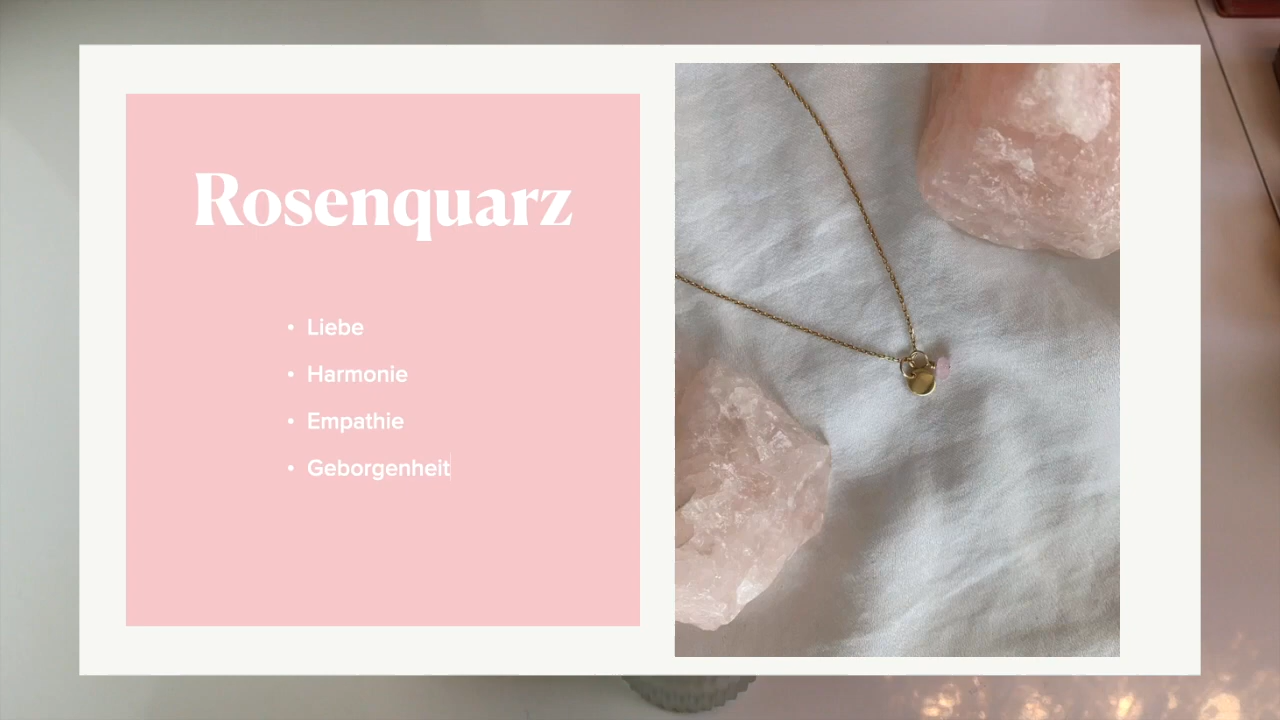 Rosenquarz
• Liebe
• Harmonie
• Empathie
• Geborgenheit